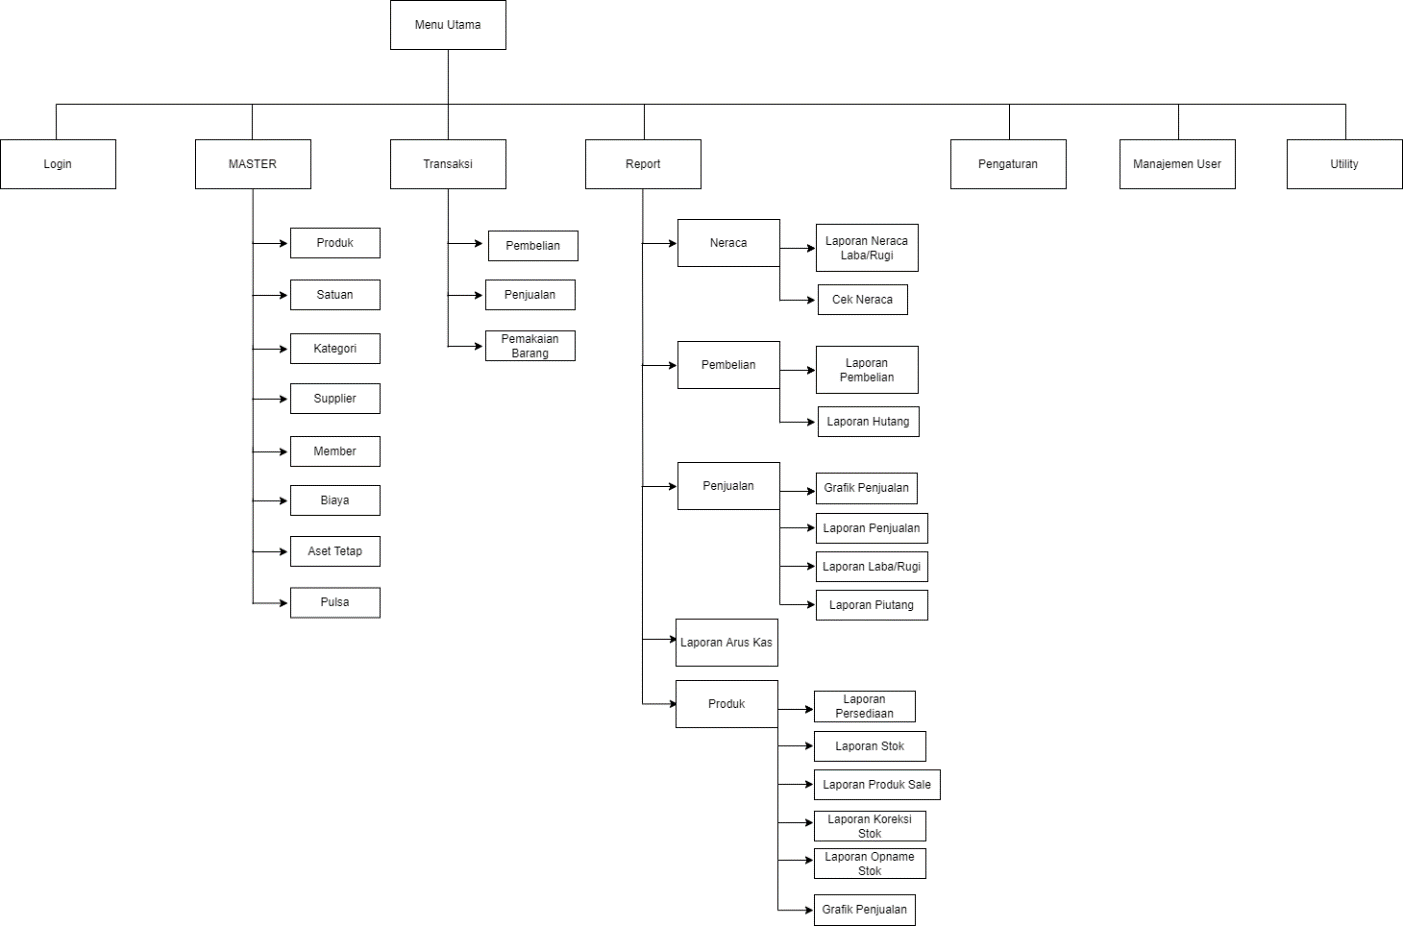 Menu Utama
Login
MASTER
Transaksi
Report
Pengaturan
Manajemen User
Utility
Produk
Satuan
Kategori
Supplier
Member
Biaya
Aset Tetap
Pulsa
Pembelian
Penjualan
Pemakaian
Barang
Neraca
Laporan Neraca
Laba/Rugi
Cek Neraca
Pembelian
Laporan
Pembelian
Laporan Hutang
Penjualan
Grafik Penjualan
Laporan Penjualan
Laporan Laba/Rugi
Laporan Piutang
Laporan Arus Kas
Produk
Laporan
Persediaan
Laporan Stok
Laporan Produk Sale
Laporan Koreksi
Stok
Laporan Opname
Stok
Grafik Penjualan